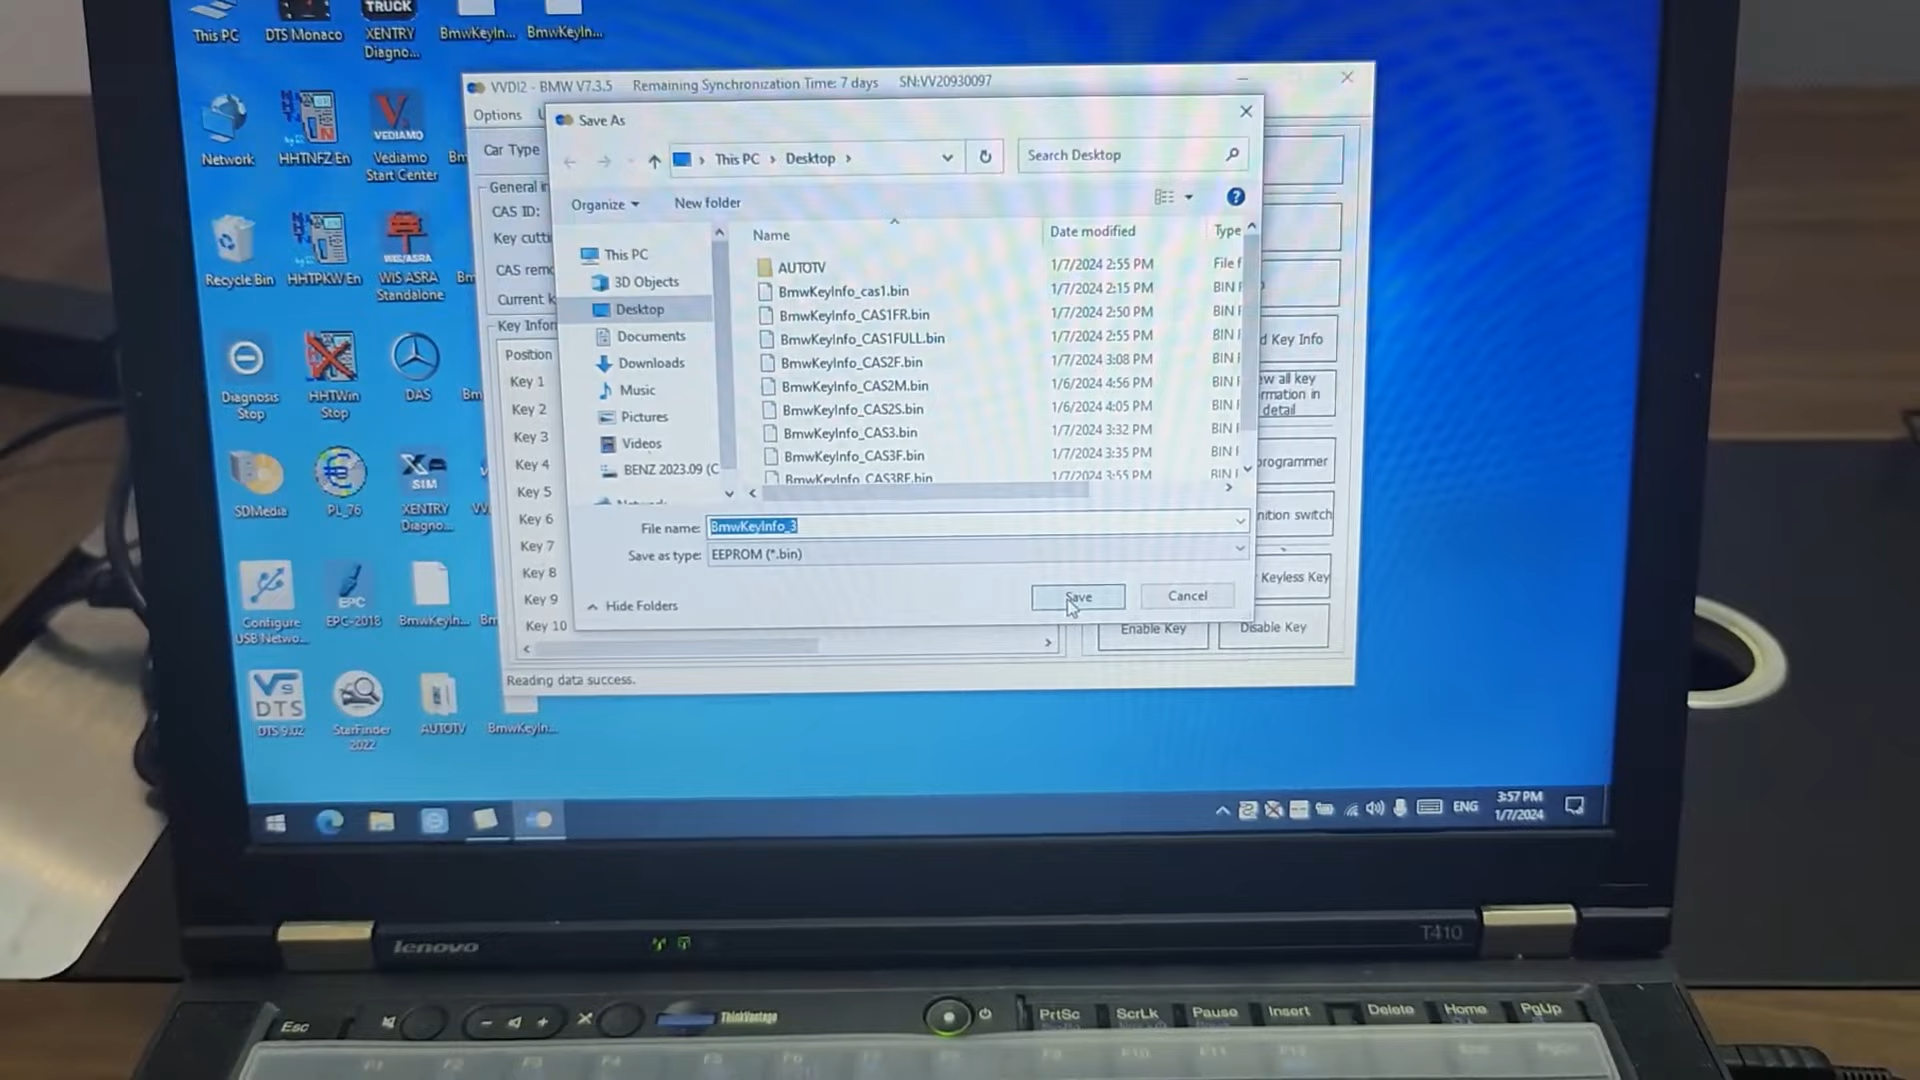 This PC
DTS Monaco
TRUCK
XENTRY
Diagno...
BmwKeyIn...
BmwKeyIn...
Network
HHTNFZ En
VEDIAMO
Vediamo
Start Center
Recycle Bin
HHTPKW En
WIS/ASRA
WIS ASRA
Standalone
Diagnosis
Stop
HHTWin
Stop
DAS
SDMedia
PL_76
SIM
XENTRY
Diagno...
Configure
USB Netwo...
EPC
EPC-2018
BmwKeyIn...
DTS
DTS 9.02
StarFinder
2022
AUTOTV
BmwKeyIn...
VVDI2 - BMW V7.3.5 Remaining Synchronization Time: 7 days SN:VV20930097
Options
Car Type
General in
CAS ID:
Key cutti
CAS remo
Current k
Key Infor
Position
Key 1
Key 2
Key 3
Key 4
Key 5
Key 6
Key 7
Key 8
Key 9
Key 10
Reading data success.
Save As
This PC › Desktop ›
Search Desktop
Organize
New folder
This PC
3D Objects
Desktop
Documents
Downloads
Music
Pictures
Videos
BENZ 2023.09 (C
Network
Name Date modified Type
AUTOTV 1/7/2024 2:55 PM File f
BmwKeyInfo_cas1.bin 1/7/2024 2:15 PM BIN F
BmwKeyInfo_CAS1FR.bin 1/7/2024 2:50 PM BIN F
BmwKeyInfo_CAS1FULL.bin 1/7/2024 2:55 PM BIN F
BmwKeyInfo_CAS2F.bin 1/7/2024 3:08 PM BIN F
BmwKeyInfo_CAS2M.bin 1/6/2024 4:56 PM BIN F
BmwKeyInfo_CAS2S.bin 1/6/2024 4:05 PM BIN F
BmwKeyInfo_CAS3.bin 1/7/2024 3:32 PM BIN F
BmwKeyInfo_CAS3F.bin 1/7/2024 3:35 PM BIN F
BmwKeyInfo_CAS3RF.bin 1/7/2024 3:55 PM BIN F
File name: BmwKeyInfo_3
Save as type: EEPROM (*.bin)
Hide Folders
Save
Cancel
d Key Info
ew all key
rmation in
detail
programmer
nition switch
Keyless Key
Enable Key
Disable Key
ENG
3:57 PM
1/7/2024
lenovo
T410
Esc
ThinkVantage
PrtSc
ScrLk
Pause
Insert
Delete
Home
PgUp